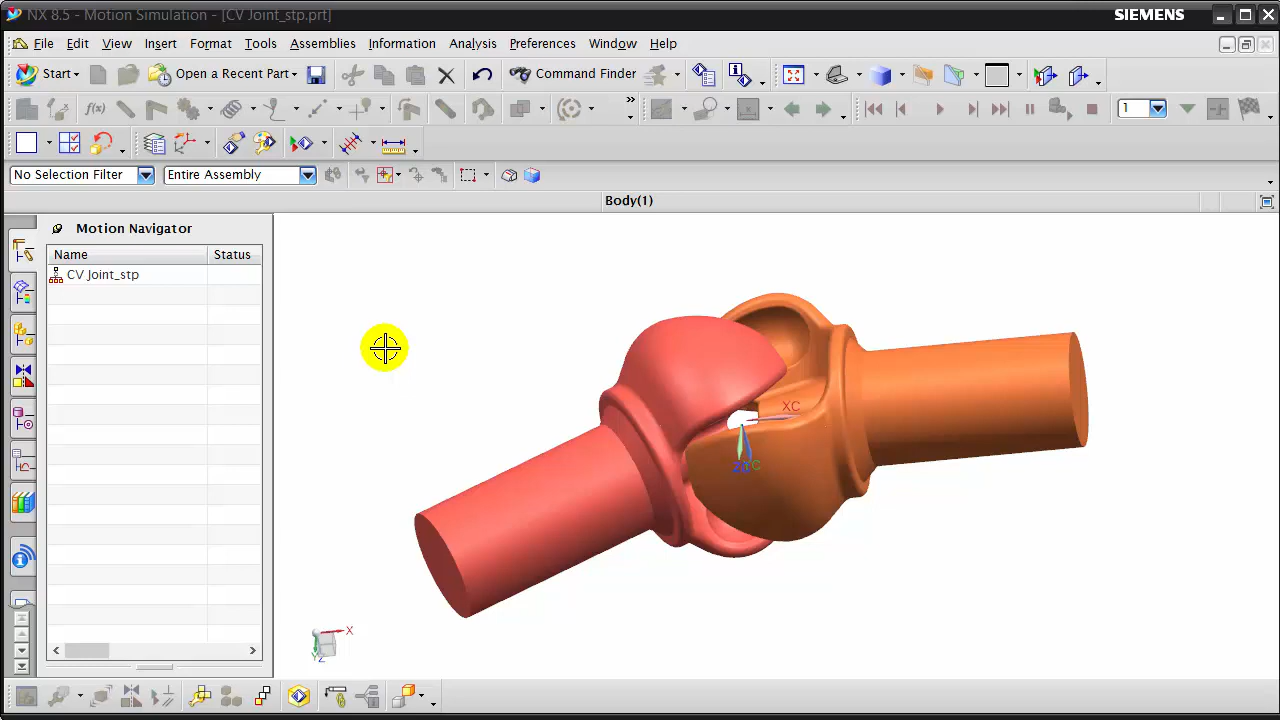 NX 8.5 - Motion Simulation - [CV Joint_stp.prt]
SIEMENS
File Edit View Insert Format Tools Assemblies Information Analysis Preferences Window Help
Start Open a Recent Part Command Finder
f(x) 1
No Selection Filter Entire Assembly
Body(1)
Motion Navigator
Name Status
CV Joint_stp
XC
X